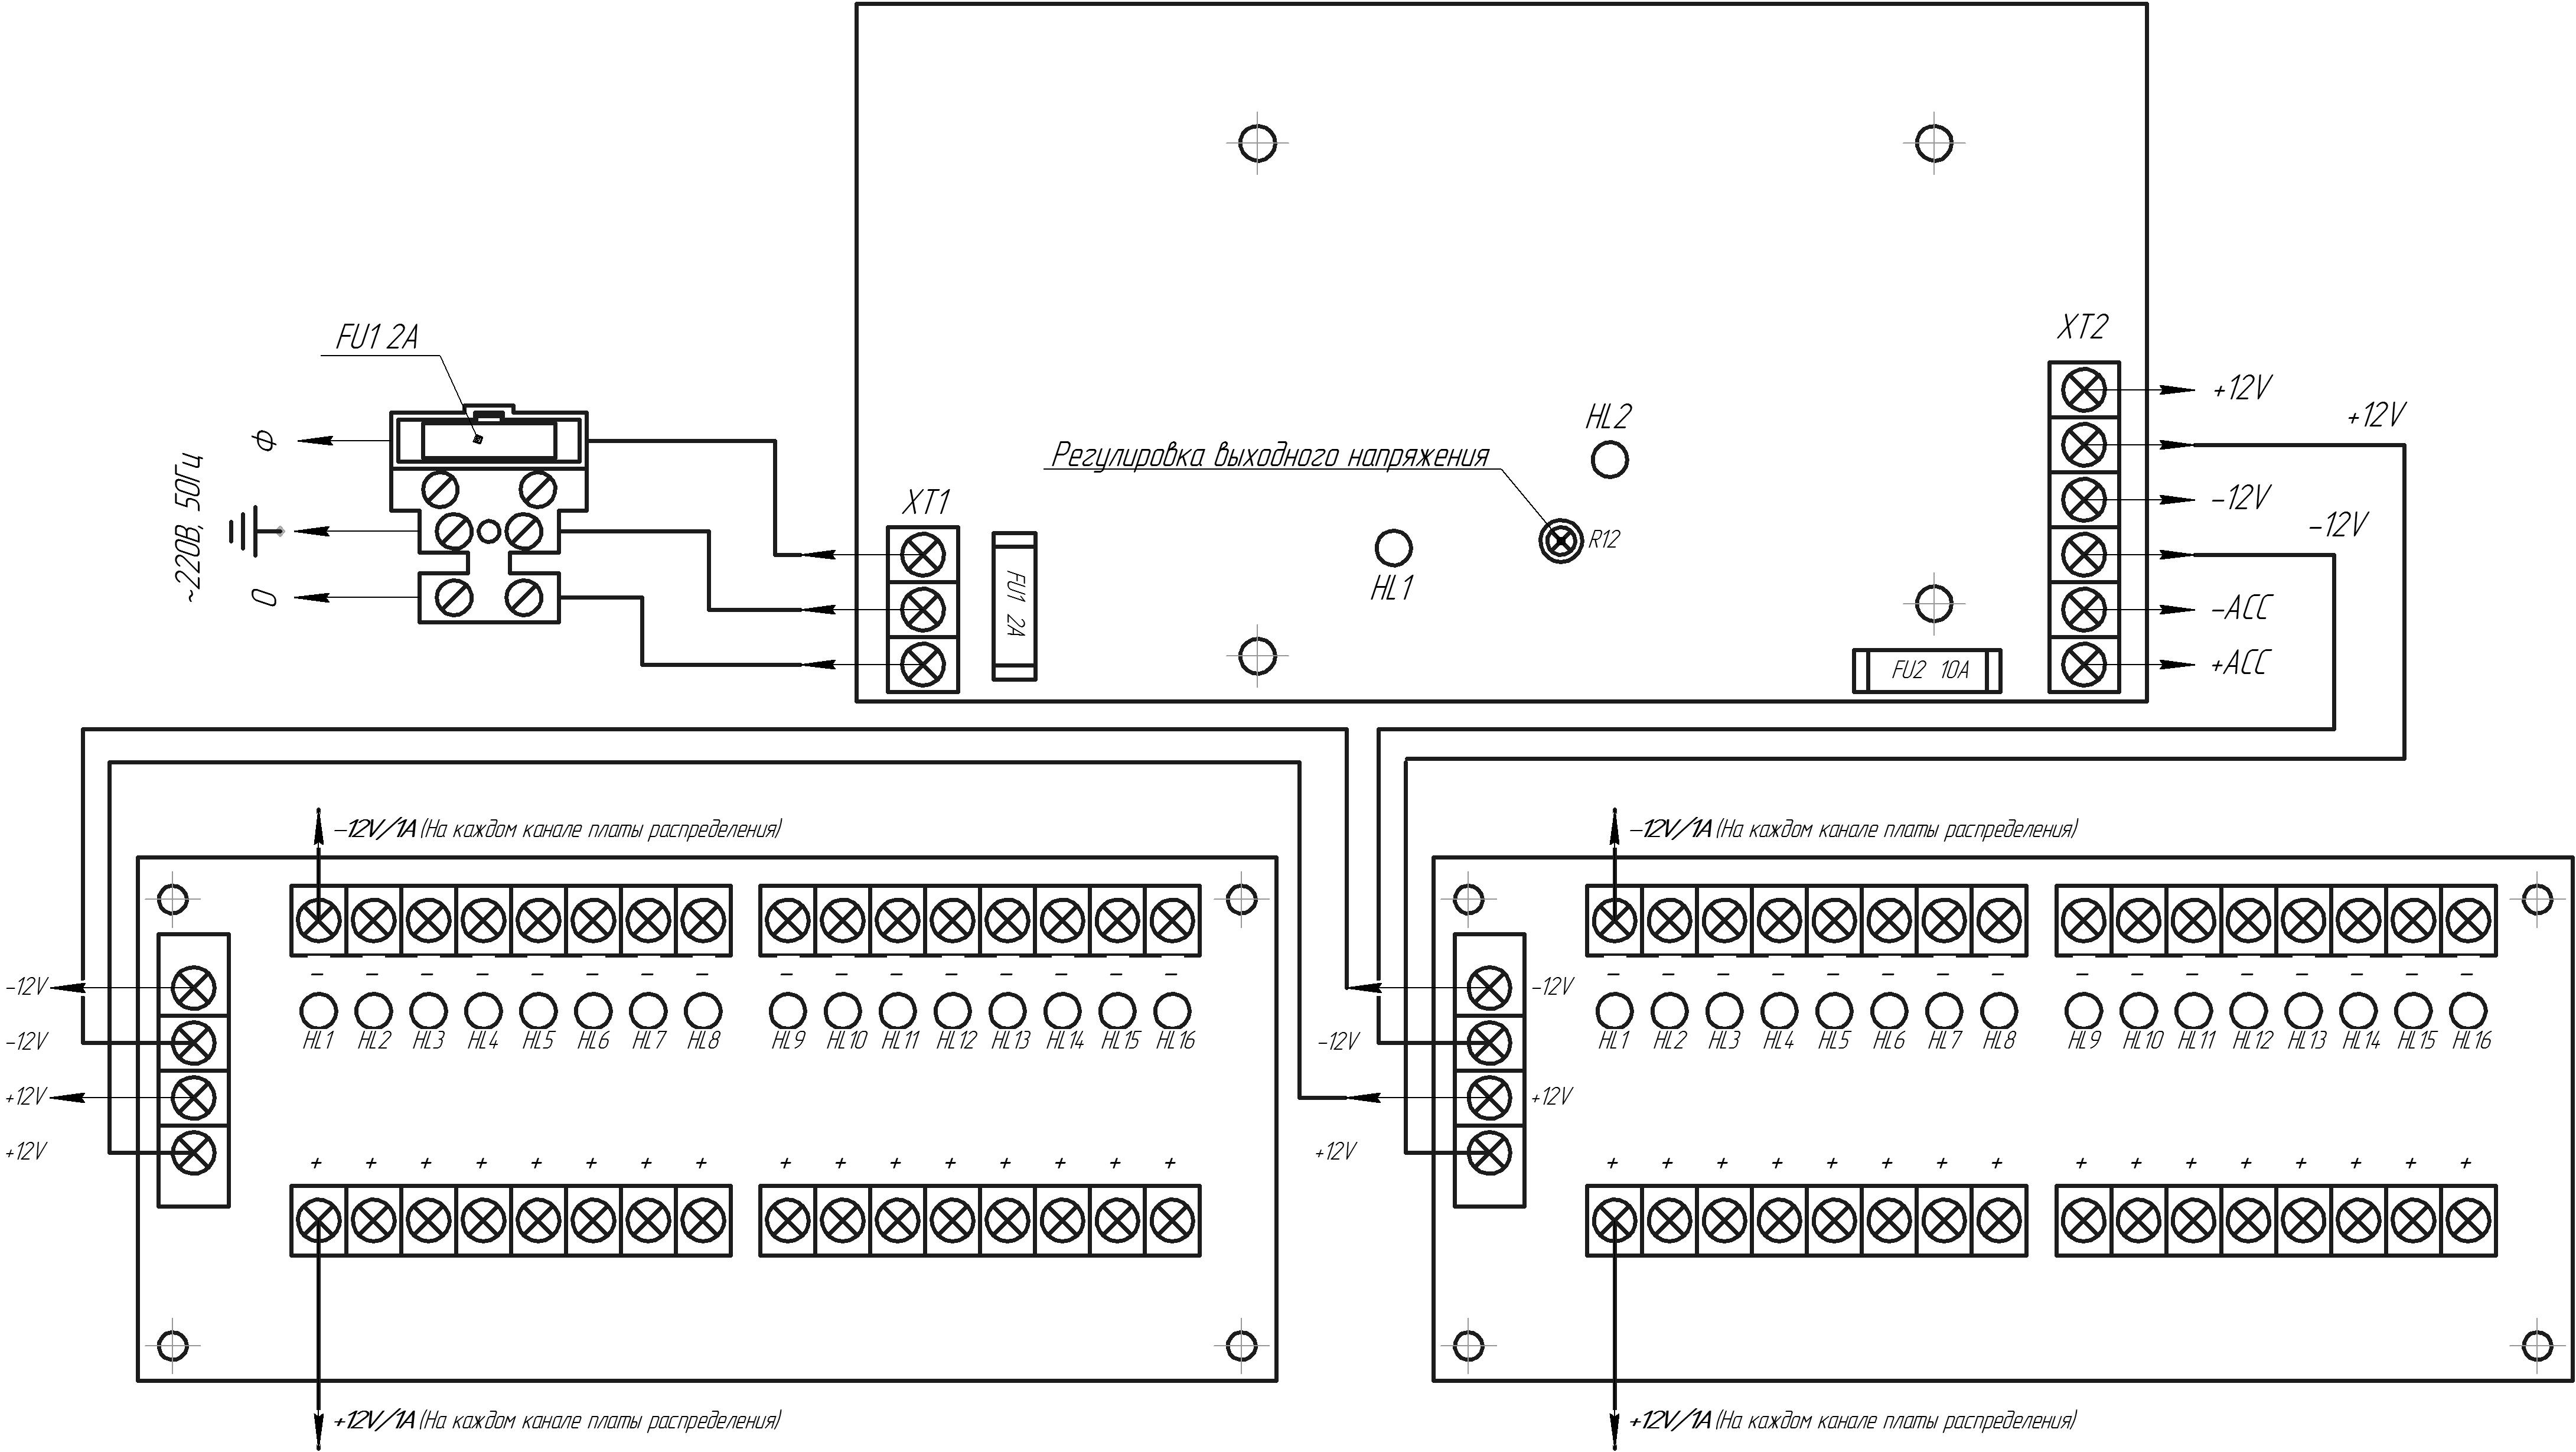 FU1 2A
Ф
~220В, 50Гц
0
XT1
FU1 2A
Регулировка выходного напряжения
HL2
HL1
R12
FU2 10A
XT2
+12V
+12V
-12V
-12V
-ACC
+ACC
-12V/1A (На каждом канале платы распределения)
-12V
-12V
+12V
+12V
- - - - - - - - - - - - - - - -
HL1 HL2 HL3 HL4 HL5 HL6 HL7 HL8 HL9 HL10 HL11 HL12 HL13 HL14 HL15 HL16
+ + + + + + + + + + + + + + + +
+12V/1A (На каждом канале платы распределения)
-12V/1A (На каждом канале платы распределения)
-12V
-12V
+12V
+12V
- - - - - - - - - - - - - - - -
HL1 HL2 HL3 HL4 HL5 HL6 HL7 HL8 HL9 HL10 HL11 HL12 HL13 HL14 HL15 HL16
+ + + + + + + + + + + + + + + +
+12V/1A (На каждом канале платы распределения)